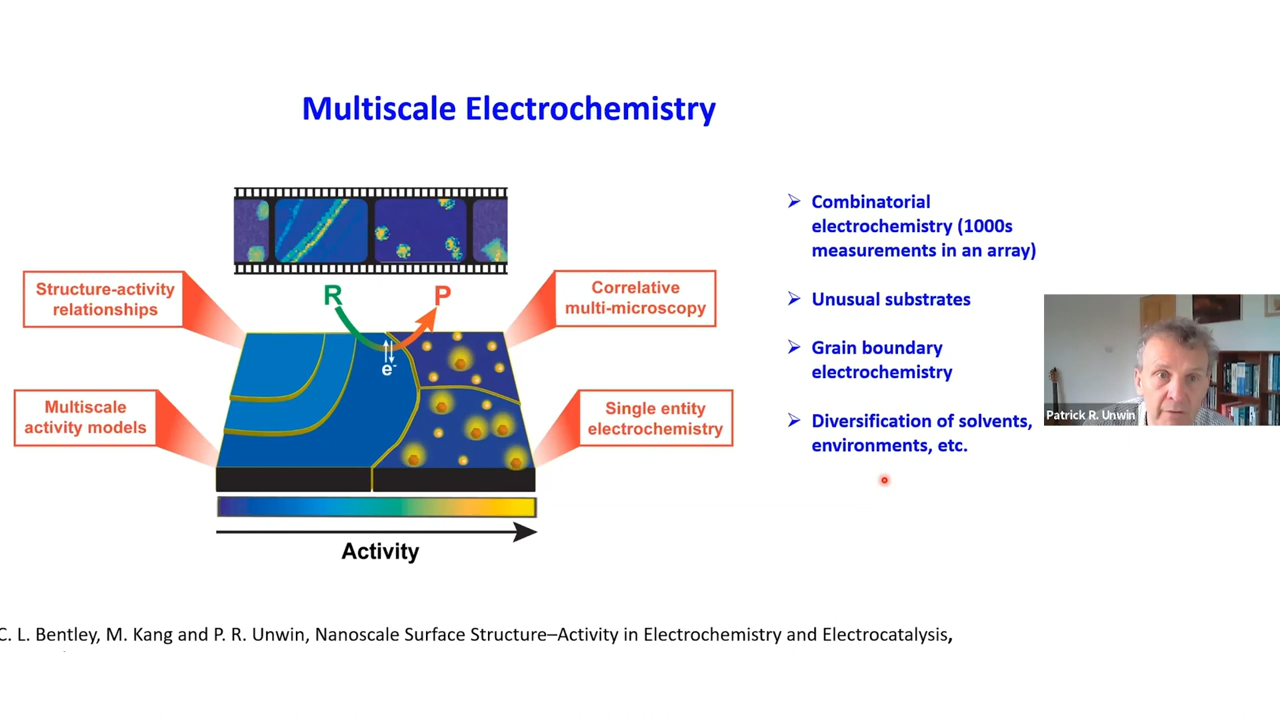 Multiscale Electrochemistry
Structure-activity
relationships
R
P
Correlative
multi-microscopy
e-
Multiscale
activity models
Single entity
electrochemistry
Activity
➢ Combinatorial
electrochemistry (1000s
measurements in an array)
➢ Unusual substrates
➢ Grain boundary
electrochemistry
➢ Diversification of solvents,
environments, etc.
Patrick R. Unwin
C. L. Bentley, M. Kang and P. R. Unwin, Nanoscale Surface Structure–Activity in Electrochemistry and Electrocatalysis,